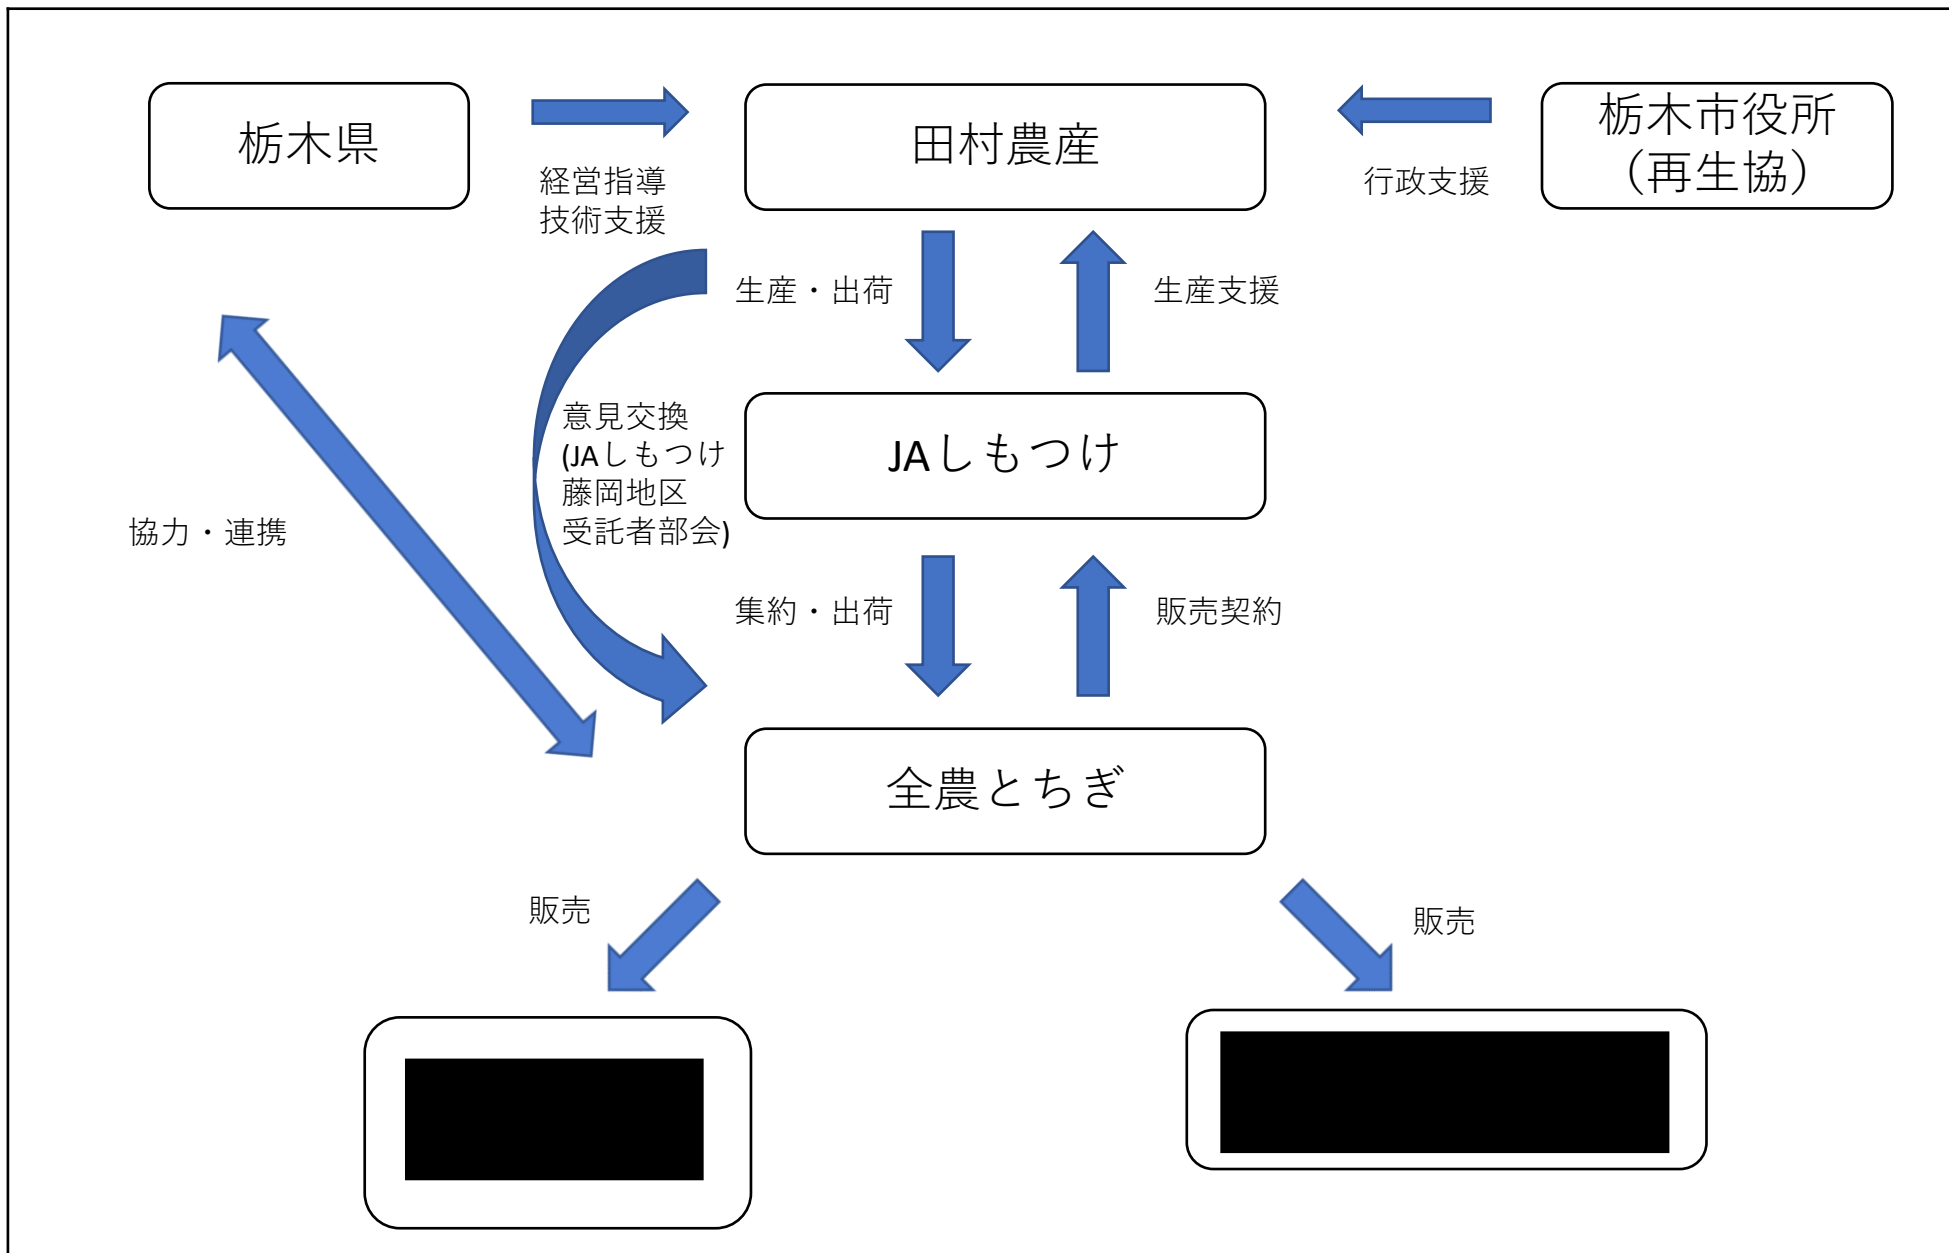 栃木県
田村農産
栃木市役所
（再生協）
経営指導
技術支援
行政支援
生産・出荷
生産支援
意見交換
(JAしもつけ
藤岡地区
受託者部会)
JAしもつけ
協力・連携
集約・出荷
販売契約
全農とちぎ
販売
販売